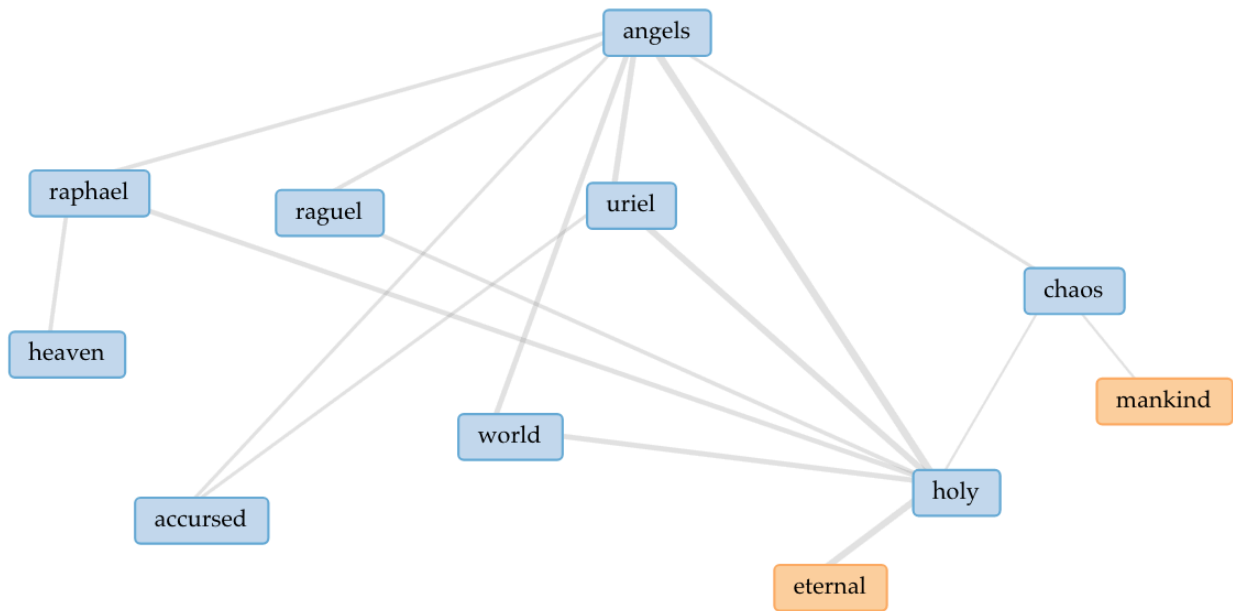 angels
raphael
raguel
uriel
chaos
heaven
mankind
world
holy
accursed
eternal